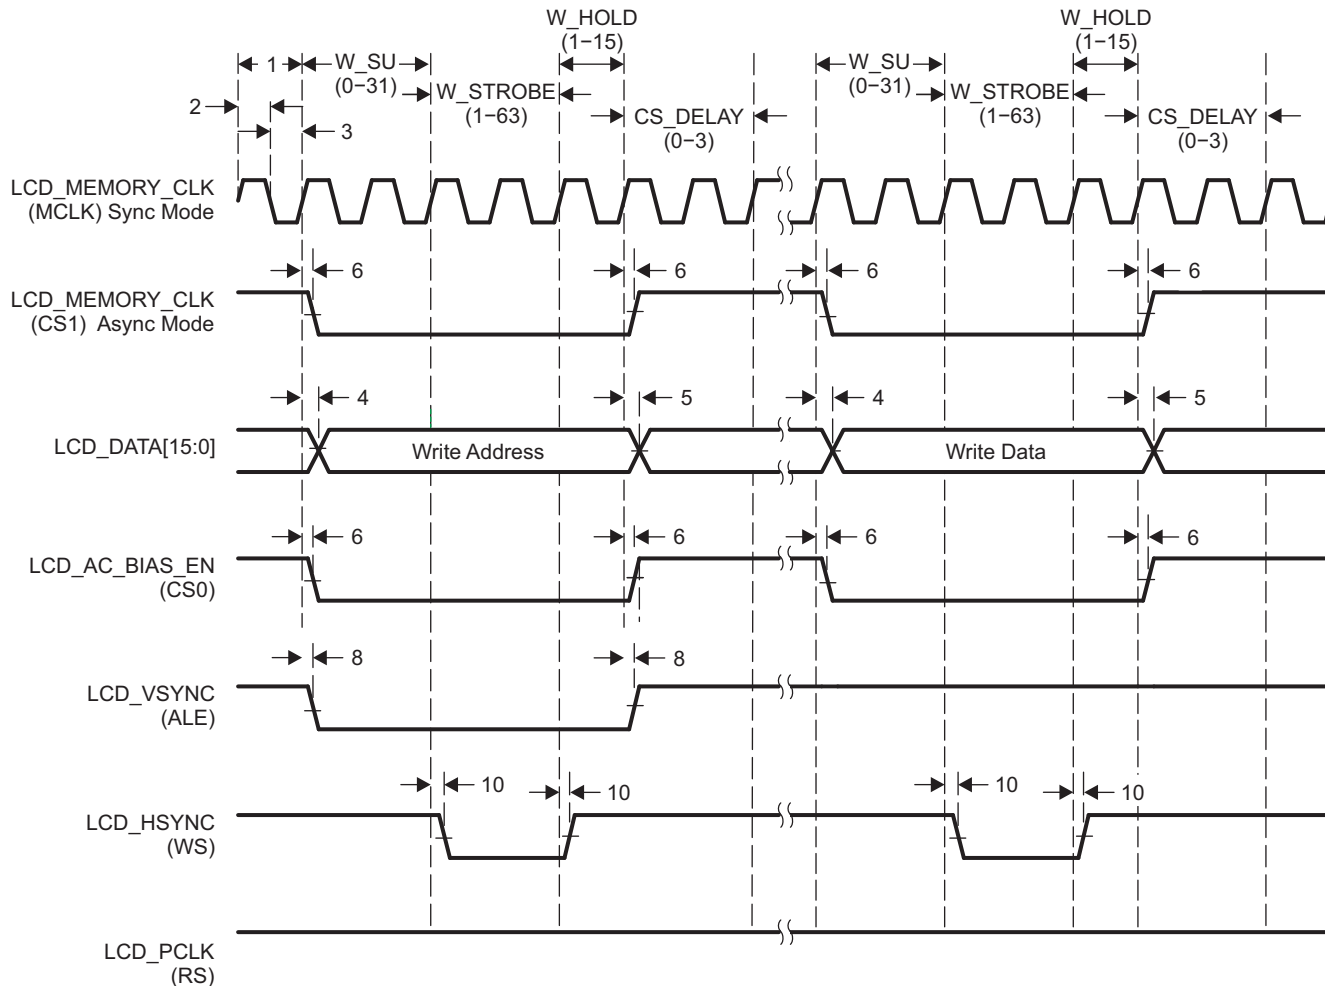 W_HOLD
(1−15)
W_HOLD
(1−15)
1
W_SU
(0−31)
W_SU
(0−31)
2
W_STROBE
(1−63)
W_STROBE
(1−63)
3
CS_DELAY
(0−3)
CS_DELAY
(0−3)
LCD_MEMORY_CLK
(MCLK) Sync Mode
6
6
6
6
LCD_MEMORY_CLK
(CS1) Async Mode
4
5
4
5
LCD_DATA[15:0]
Write Address
Write Data
6
6
6
6
LCD_AC_BIAS_EN
(CS0)
8
8
LCD_VSYNC
(ALE)
10
10
10
10
LCD_HSYNC
(WS)
LCD_PCLK
(RS)